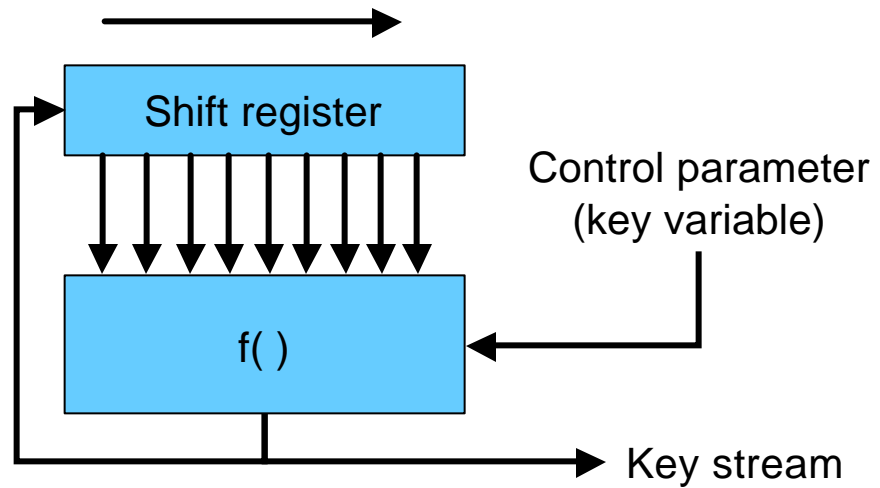 Shift register
Control parameter
(key variable)
f( )
Key stream